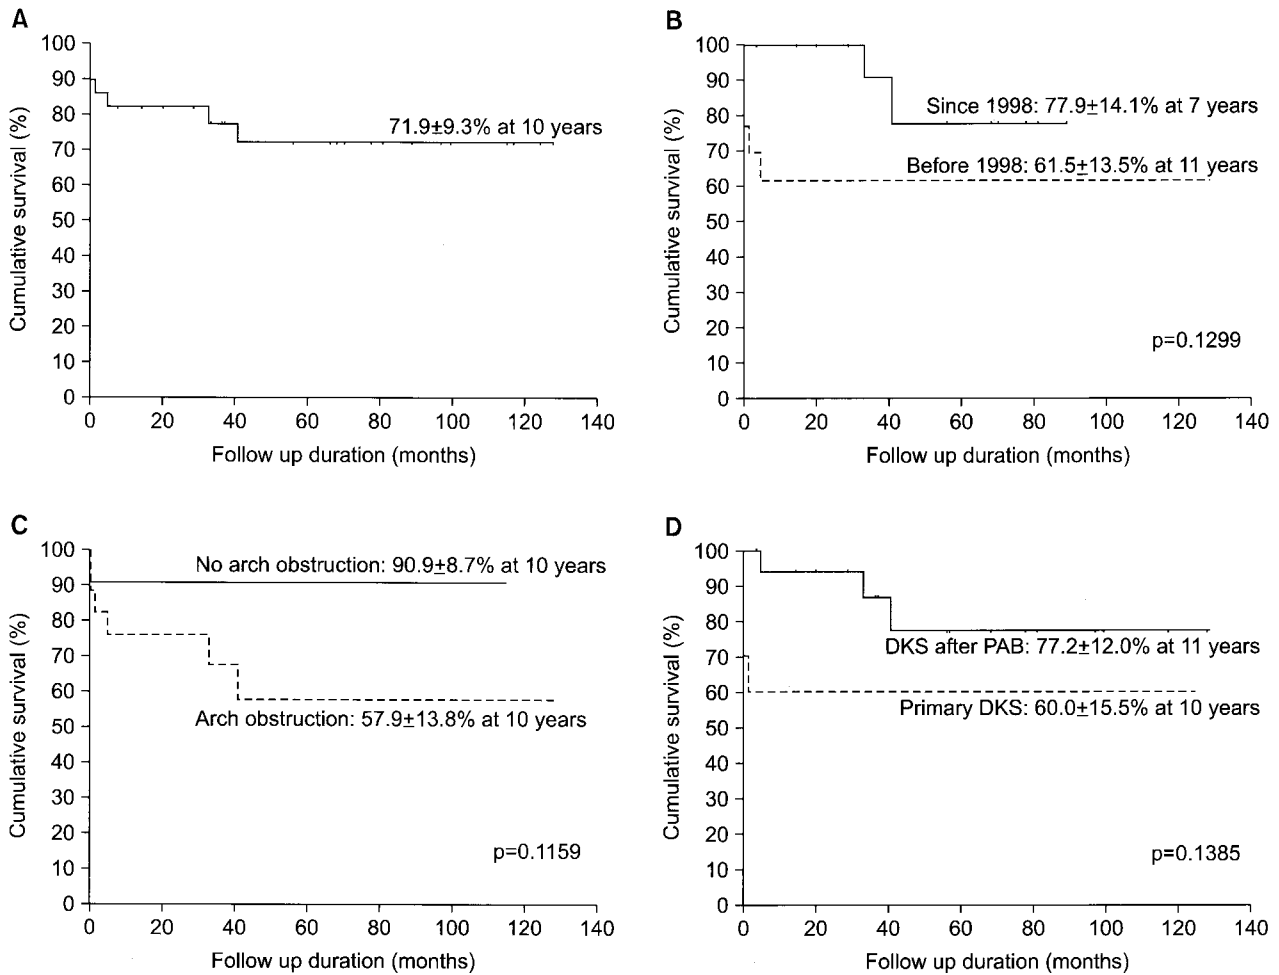 A
100
90
80
70
60
50
40
30
20
10
0
Cumulative survival (%)
71.9±9.3% at 10 years
0 20 40 60 80 100 120 140
Follow up duration (months)
B
100
90
80
70
60
50
40
30
20
10
0
Cumulative survival (%)
Since 1998: 77.9±14.1% at 7 years
Before 1998: 61.5±13.5% at 11 years
p=0.1299
0 20 40 60 80 100 120 140
Follow up duration (months)
C
100
90
80
70
60
50
40
30
20
10
0
Cumulative survival (%)
No arch obstruction: 90.9±8.7% at 10 years
Arch obstruction: 57.9±13.8% at 10 years
p=0.1159
0 20 40 60 80 100 120 140
Follow up duration (months)
D
100
90
80
70
60
50
40
30
20
10
0
Cumulative survival (%)
DKS after PAB: 77.2±12.0% at 11 years
Primary DKS: 60.0±15.5% at 10 years
p=0.1385
0 20 40 60 80 100 120 140
Follow up duration (months)